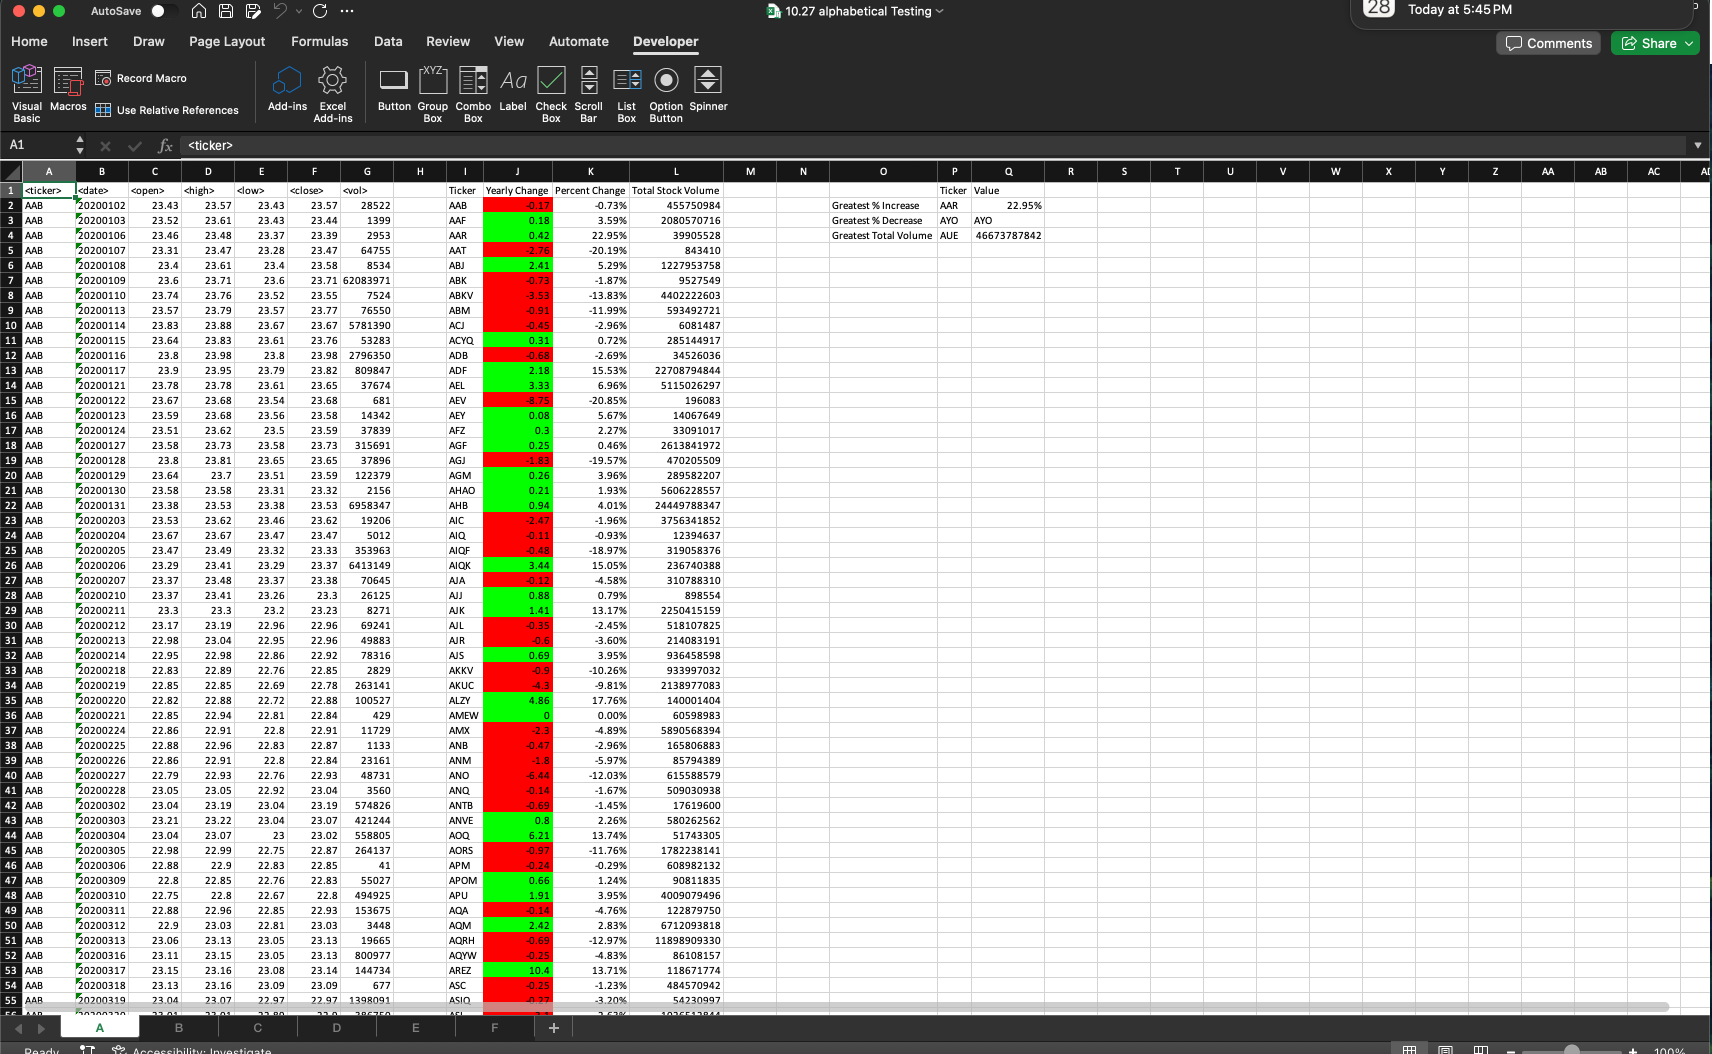 AutoSave 10.27 alphabetical Testing 28 Today at 5:45 PM
Home Insert Draw Page Layout Formulas Data Review View Automate Developer Comments Share
Visual Basic Macros Record Macro Use Relative References Add-ins Excel Add-ins Button Group Box Combo Box Label Check Box Scroll Bar List Box Option Button Spinner
A1 fx <ticker>
A B C D E F G H I J K L M N O P Q R S T U V W X Y Z AA AB AC
1 <ticker> <date> <open> <high> <low> <close> <vol> Ticker Yearly Change Percent Change Total Stock Volume Ticker Value
2 AAB 20200102 23.43 23.57 23.43 23.57 28522 AAB -0.17 -0.73% 455750984 Greatest % Increase AAR 22.95%
3 AAB 20200103 23.52 23.61 23.43 23.44 1399 AAF 0.18 3.59% 2080570716 Greatest % Decrease AYO AYO
4 AAB 20200106 23.46 23.48 23.37 23.39 2953 AAR 0.42 22.95% 39905528 Greatest Total Volume AUE 46673787842
5 AAB 20200107 23.31 23.47 23.28 23.47 64755 AAT -2.76 -20.19% 843410
6 AAB 20200108 23.4 23.61 23.4 23.58 8534 ABJ 2.41 5.29% 1227953758
7 AAB 20200109 23.6 23.71 23.6 23.71 62083971 ABK -0.73 -1.87% 9527549
8 AAB 20200110 23.74 23.76 23.52 23.55 7524 ABKV -3.53 -13.83% 4402222603
9 AAB 20200113 23.57 23.79 23.57 23.77 76550 ABM -0.91 -11.99% 593492721
10 AAB 20200114 23.83 23.88 23.67 23.67 5781390 ACJ -0.45 -2.96% 6081487
11 AAB 20200115 23.64 23.83 23.61 23.76 53283 ACYQ 0.31 0.72% 285144917
12 AAB 20200116 23.8 23.98 23.8 23.98 2796350 ADB -0.68 -2.69% 34526036
13 AAB 20200117 23.9 23.95 23.79 23.82 809847 ADF 2.18 15.53% 22708794844
14 AAB 20200121 23.78 23.78 23.61 23.65 37674 AEL 3.33 6.96% 5115026297
15 AAB 20200122 23.67 23.68 23.54 23.68 681 AEV -8.75 -20.85% 196083
16 AAB 20200123 23.59 23.68 23.56 23.58 14342 AEY 0.08 5.67% 14067649
17 AAB 20200124 23.51 23.62 23.5 23.59 37839 AFZ 0.3 2.27% 33091017
18 AAB 20200127 23.58 23.73 23.58 23.73 315691 AGF 0.25 0.46% 2613841972
19 AAB 20200128 23.8 23.81 23.65 23.65 37896 AGJ -1.83 -19.57% 470205509
20 AAB 20200129 23.64 23.7 23.51 23.59 122379 AGM 0.26 3.96% 289582207
21 AAB 20200130 23.58 23.58 23.31 23.32 2156 AHAO 0.21 1.93% 5606228557
22 AAB 20200131 23.38 23.53 23.38 23.53 6958347 AHB 0.94 4.01% 24449788347
23 AAB 20200203 23.53 23.62 23.46 23.62 19206 AIC -2.47 -1.96% 3756341852
24 AAB 20200204 23.67 23.67 23.47 23.47 5012 AIQ -0.11 -0.93% 12394637
25 AAB 20200205 23.47 23.49 23.32 23.33 353963 AIQF -0.48 -18.97% 319058376
26 AAB 20200206 23.29 23.41 23.29 23.37 6413149 AIQK 3.44 15.05% 236740388
27 AAB 20200207 23.37 23.48 23.37 23.38 70645 AJA -0.12 -4.58% 310788310
28 AAB 20200210 23.37 23.41 23.26 23.3 26125 AJJ 0.88 0.79% 898554
29 AAB 20200211 23.3 23.3 23.2 23.23 8271 AJK 1.41 13.17% 2250415159
30 AAB 20200212 23.17 23.19 22.96 22.96 69241 AJL -0.35 -2.45% 518107825
31 AAB 20200213 22.98 23.04 22.95 22.96 49883 AJR -0.6 -3.60% 214083191
32 AAB 20200214 22.95 22.98 22.86 22.92 78316 AJS 0.69 3.95% 936458598
33 AAB 20200218 22.83 22.89 22.76 22.85 2829 AKKV -0.9 -10.26% 933997032
34 AAB 20200219 22.85 22.85 22.69 22.78 263141 AKUC -4.3 -9.81% 2138977083
35 AAB 20200220 22.82 22.88 22.72 22.88 100527 ALZY 4.86 17.76% 140001404
36 AAB 20200221 22.85 22.94 22.81 22.84 429 AMEW 0 0.00% 60598983
37 AAB 20200224 22.86 22.91 22.8 22.91 11729 AMX -2.3 -4.89% 5890568394
38 AAB 20200225 22.88 22.96 22.83 22.87 1133 ANB -0.47 -2.96% 165806883
39 AAB 20200226 22.86 22.91 22.8 22.84 23161 ANM -1.8 -5.97% 85794389
40 AAB 20200227 22.79 22.93 22.76 22.93 48731 ANO -6.44 -12.03% 615588579
41 AAB 20200228 23.05 23.05 22.92 23.04 3560 ANQ -0.14 -1.67% 509030938
42 AAB 20200302 23.04 23.19 23.04 23.19 574826 ANTB -0.69 -1.45% 17619600
43 AAB 20200303 23.21 23.22 23.04 23.07 421244 ANVE 0.8 2.26% 580262562
44 AAB 20200304 23.04 23.07 23 23.02 558805 AOQ 6.21 13.74% 51743305
45 AAB 20200305 22.98 22.99 22.75 22.87 264137 AORS -0.97 -11.76% 1782238141
46 AAB 20200306 22.88 22.9 22.83 22.85 41 APM -0.24 -0.29% 608982132
47 AAB 20200309 22.8 22.85 22.76 22.83 55027 APOM 0.66 1.24% 90811835
48 AAB 20200310 22.75 22.8 22.67 22.8 494925 APU 1.91 3.95% 4009079496
49 AAB 20200311 22.88 22.96 22.85 22.93 153675 AQA -0.14 -4.76% 122879750
50 AAB 20200312 22.9 23.03 22.81 23.03 3448 AQM 2.42 2.83% 6712093818
51 AAB 20200313 23.06 23.13 23.05 23.13 19665 AQRH -0.69 -12.97% 11898909330
52 AAB 20200316 23.11 23.15 23.05 23.13 800977 AQYW -0.25 -4.83% 86108157
53 AAB 20200317 23.15 23.16 23.08 23.14 144734 AREZ 10.4 13.71% 118671774
54 AAB 20200318 23.13 23.16 23.09 23.09 677 ASC -0.25 -1.23% 484570942
55 AAB 20200319 23.04 23.07 22.97 22.97 1398091 ASIO -0.27 -3.20% 54230997
A B C D E F +
Ready Accessibility: Investigate 100%